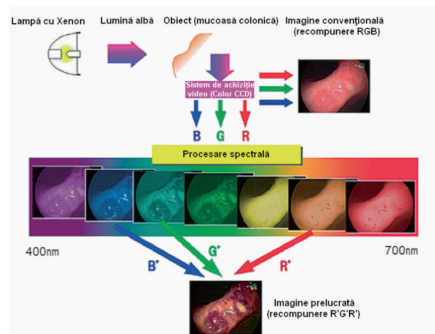 Lampă cu Xenon
Lumină albă
Obiect (mucoasă colonică)
Imagine convențională
(recompunere RGB)
Sistem de achiziție
video (Color CCD)
B G R
Procesare spectrală
400nm
700nm
B' G' R'
Imagine prelucrată
(recompunere R'G'R')